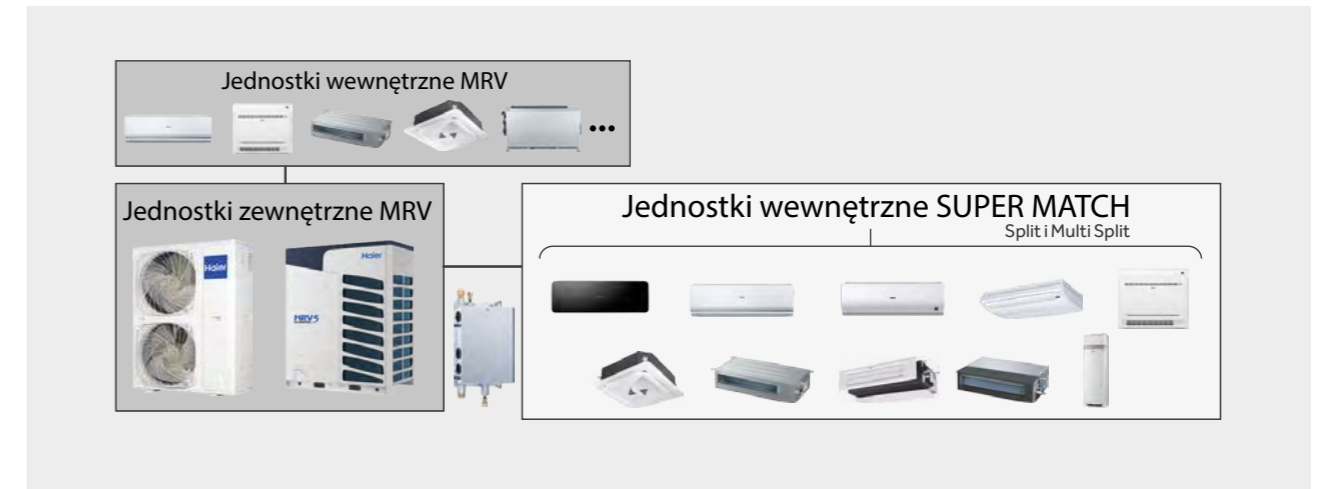 Jednostki wewnętrzne MRV
...
Jednostki zewnętrzne MRV
Haier
Haier
MRV5
Jednostki wewnętrzne SUPER MATCH
Split i Multi Split